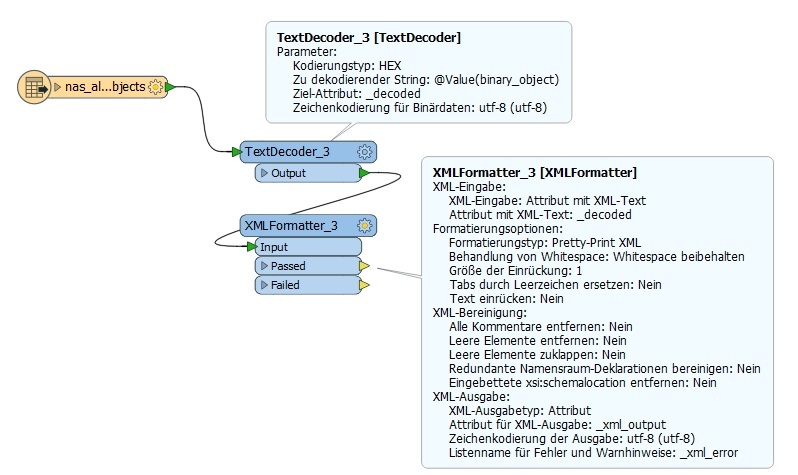 TextDecoder_3 [TextDecoder]
Parameter:
Kodierungstyp: HEX
Zu dekodierender String: @Value(binary_object)
Ziel-Attribut: _decoded
Zeichenkodierung für Binärdaten: utf-8 (utf-8)
nas_al...bjects
TextDecoder_3
Output
XMLFormatter_3
Input
Passed
Failed
XMLFormatter_3 [XMLFormatter]
XML-Eingabe:
XML-Eingabe: Attribut mit XML-Text
Attribut mit XML-Text: _decoded
Formatierungsoptionen:
Formatierungstyp: Pretty-Print XML
Behandlung von Whitespace: Whitespace beibehalten
Größe der Einrückung: 1
Tabs durch Leerzeichen ersetzen: Nein
Text einrücken: Nein
XML-Bereinigung:
Alle Kommentare entfernen: Nein
Leere Elemente entfernen: Nein
Leere Elemente zuklappen: Nein
Redundante Namensraum-Deklarationen bereinigen: Nein
Eingebettete xsi:schemalocation entfernen: Nein
XML-Ausgabe:
XML-Ausgabetyp: Attribut
Attribut für XML-Ausgabe: _xml_output
Zeichenkodierung der Ausgabe: utf-8 (utf-8)
Listenname für Fehler und Warnhinweise: _xml_error